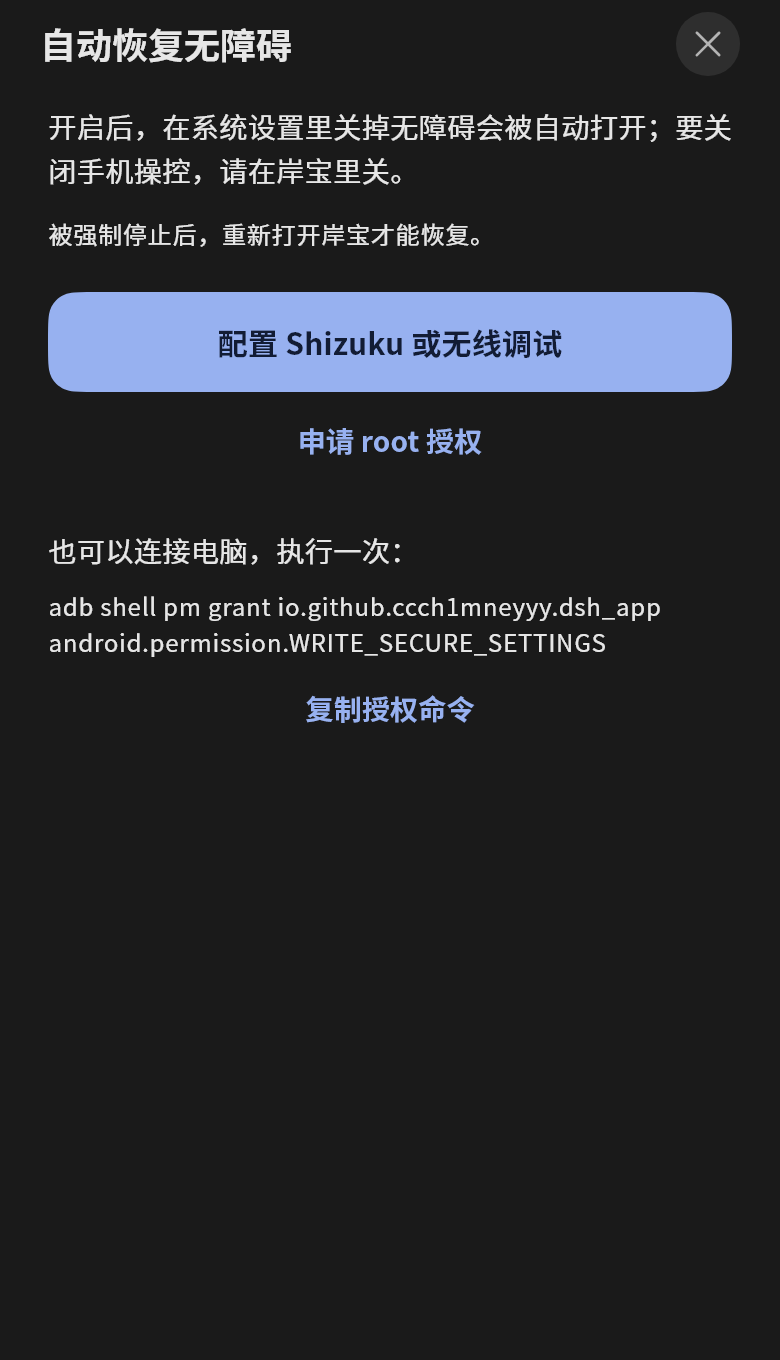 自动恢复无障碍
开启后，在系统设置里关掉无障碍会被自动打开；要关
闭手机操控，请在岸宝里关。
被强制停止后，重新打开岸宝才能恢复。
配置 Shizuku 或无线调试
申请 root 授权
也可以连接电脑，执行一次：
adb shell pm grant io.github.ccch1mneyyy.dsh_app
android.permission.WRITE_SECURE_SETTINGS
复制授权命令